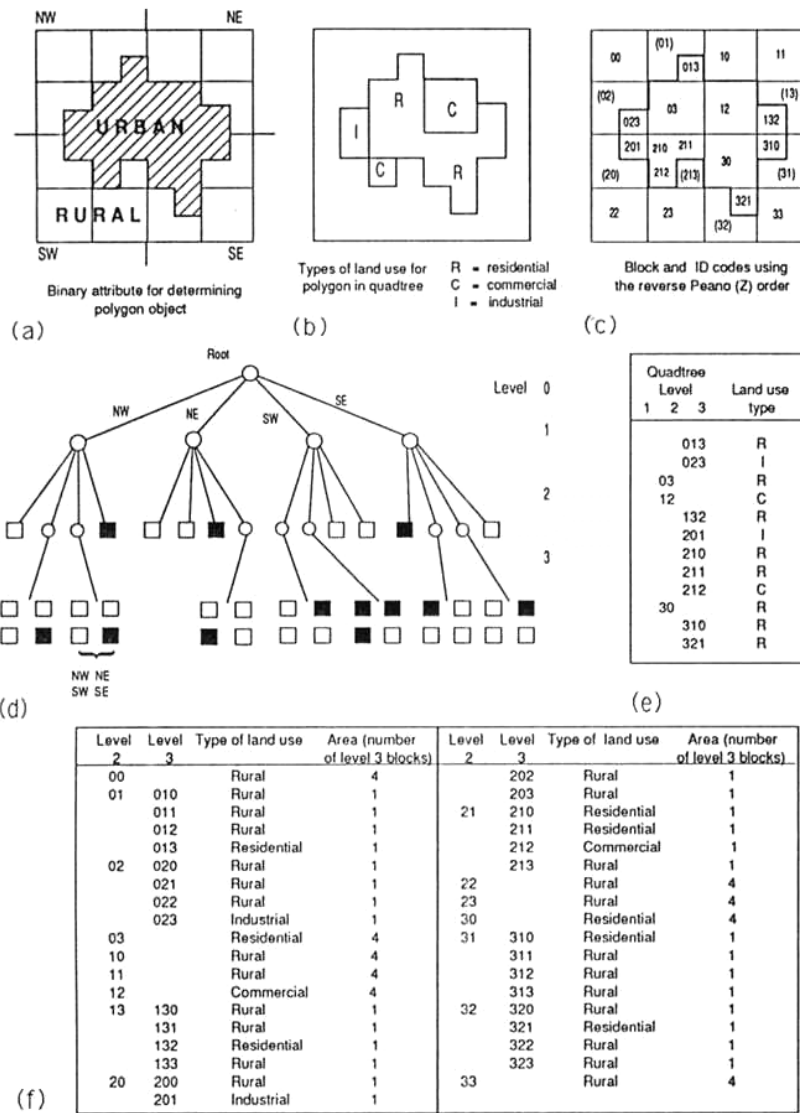 NW NE
URBAN
RURAL
SW SE
Binary attribute for determining
polygon object
(a)
R
C
I
C
R
Types of land use for
polygon in quadtree
R = residential
C = commercial
I = industrial
(b)
00 (01) 10 11
013
(02) 03 12 (13)
023 132
201 210 211 30 310
(20) 212 (213) (31)
22 23 321 33
(32)
Block and ID codes using
the reverse Peano (Z) order
(c)
Root
NW NE SW SE
Level 0
1
2
3
NW NE
SW SE
(d)
Quadtree
Level Land use
1 2 3 type
013 R
023 I
03 R
12 C
132 R
201 I
210 R
211 R
212 C
30 R
310 R
321 R
(e)
Level Level Type of land use Area (number
2 3 of level 3 blocks)
00 Rural 4
01 010 Rural 1
011 Rural 1
012 Rural 1
013 Residential 1
02 020 Rural 1
021 Rural 1
022 Rural 1
023 Industrial 1
03 Residential 4
10 Rural 4
11 Rural 4
12 Commercial 4
13 130 Rural 1
131 Rural 1
132 Residential 1
133 Rural 1
20 200 Rural 1
201 Industrial 1
Level Level Type of land use Area (number
2 3 of level 3 blocks)
202 Rural 1
203 Rural 1
21 210 Residential 1
211 Residential 1
212 Commercial 1
213 Rural 1
22 Rural 4
23 Rural 4
30 Residential 4
31 310 Residential 1
311 Rural 1
312 Rural 1
313 Rural 1
32 320 Rural 1
321 Residential 1
322 Rural 1
323 Rural 1
33 Rural 4
(f)